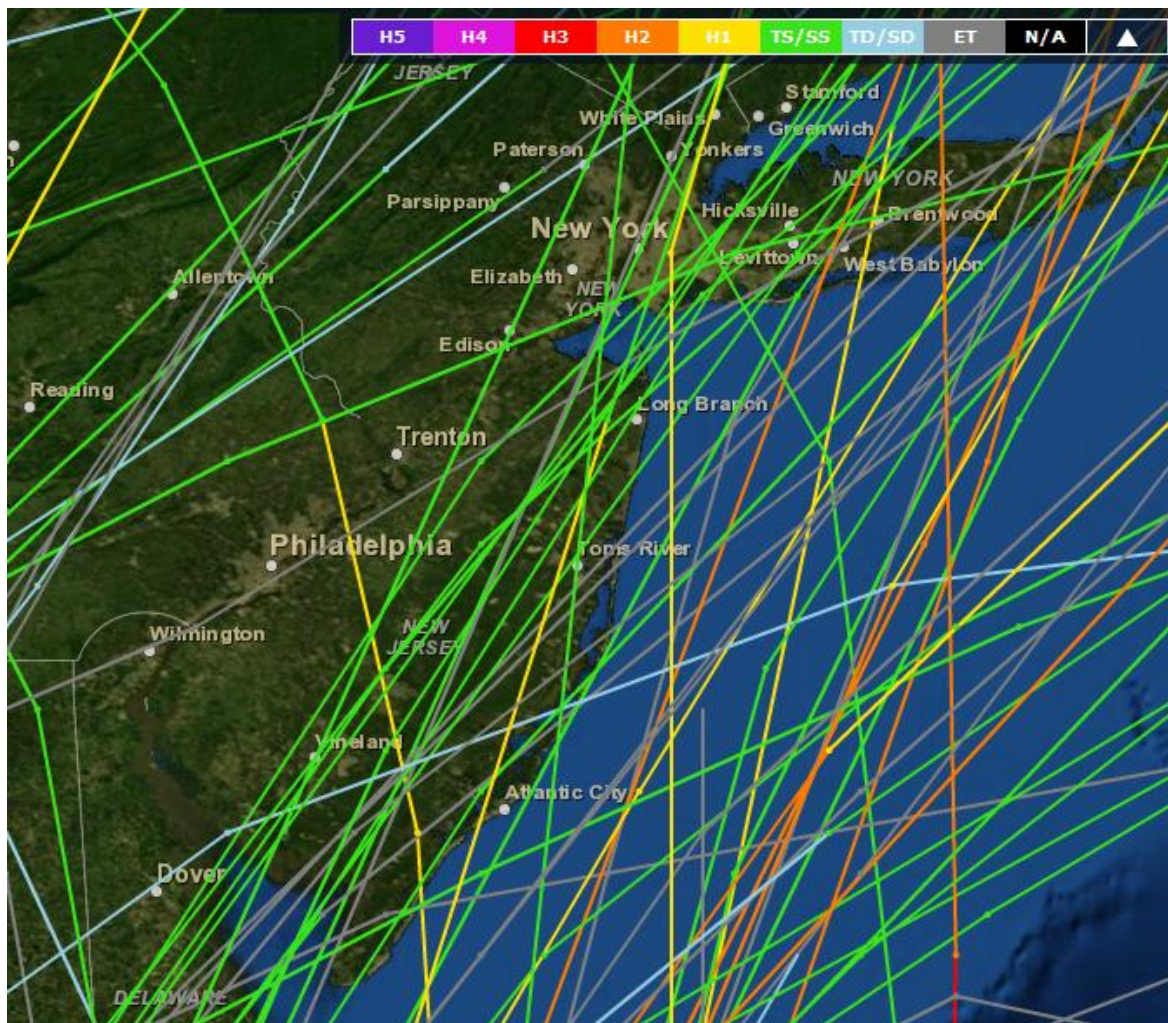 H5 H4 H3 H2 H1 TS/SS TD/SD ET N/A
JERSEY
Stamford
White Plains
Greenwich
Paterson
Yonkers
NEW YORK
Parsippany
Hicksville
Brentwood
New York
Levittown
West Babylon
Allentown
Elizabeth
NEW
YORK
Edison
Reading
Long Branch
Trenton
Philadelphia
Toms River
Wilmington
NEW
JERSEY
Vineland
Atlantic City
Dover
DELAWARE